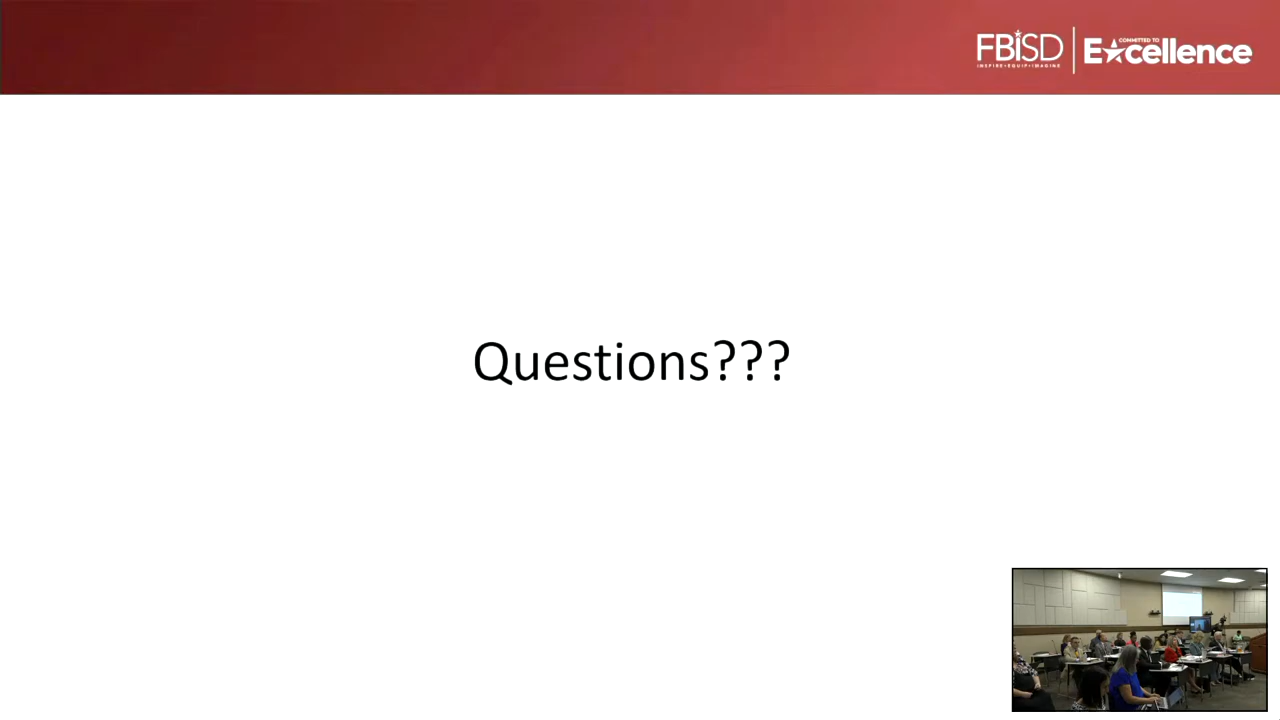 FBISD
INSPIRE•EQUIP•IMAGINE
COMMITTED TO
Excellence
Questions???